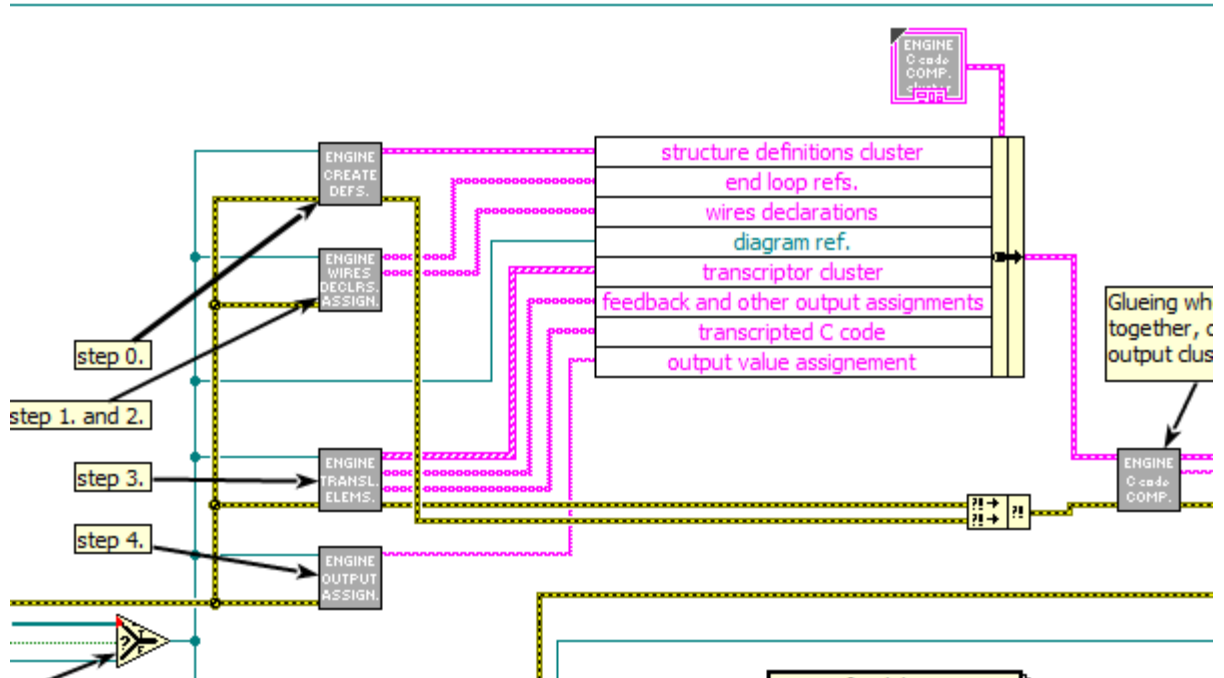 ENGINE
C code
COMP.
cluster
ENGINE
CREATE
DEFS.
structure definitions cluster
end loop refs.
wires declarations
diagram ref.
transcriptor cluster
feedback and other output assignments
transcripted C code
output value assignement
ENGINE
WIRES
DECLRS.
ASSIGN.
Glueing wh
together, c
output clus
step 0.
step 1. and 2.
step 3.
ENGINE
TRANSL.
ELEMS.
ENGINE
C code
COMP.
?!
?!
?!
step 4.
ENGINE
OUTPUT
ASSIGN.
?
T
F